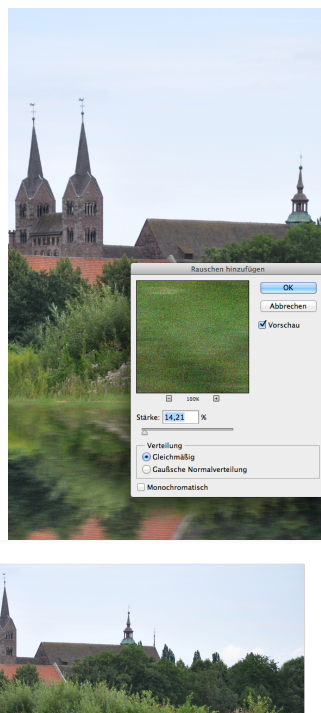 Rauschen hinzufügen
OK
Abbrechen
Vorschau
100%
Stärke: 14,21 %
Verteilung
Gleichmäßig
Gaußsche Normalverteilung
Monochromatisch